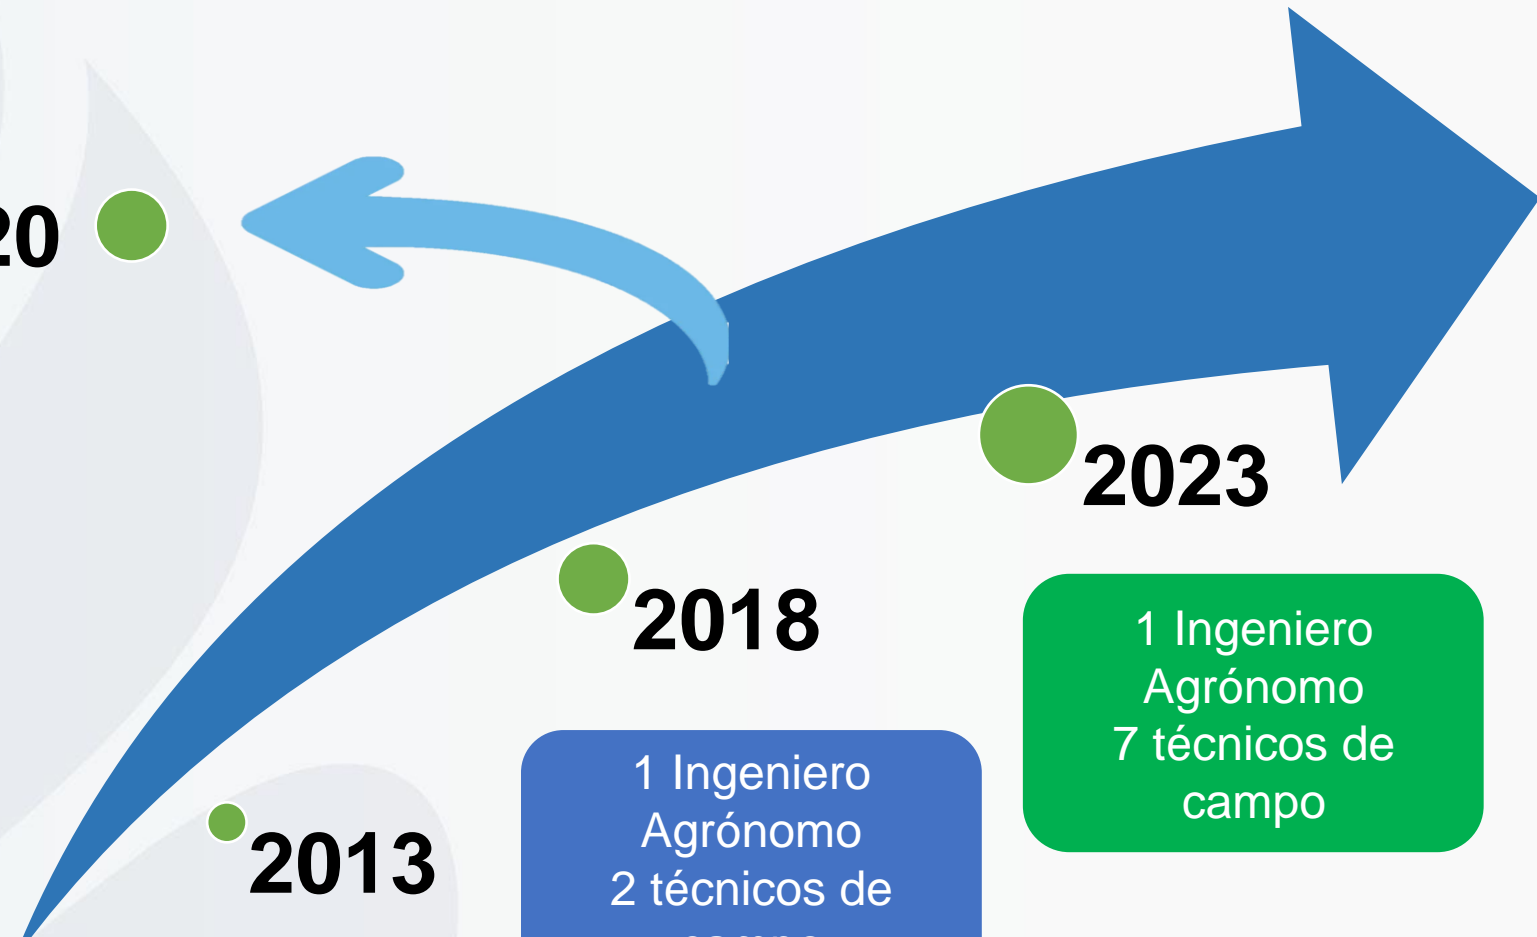 20
2023
2018
1 Ingeniero
Agrónomo
7 técnicos de
campo
1 Ingeniero
Agrónomo
2 técnicos de
2013